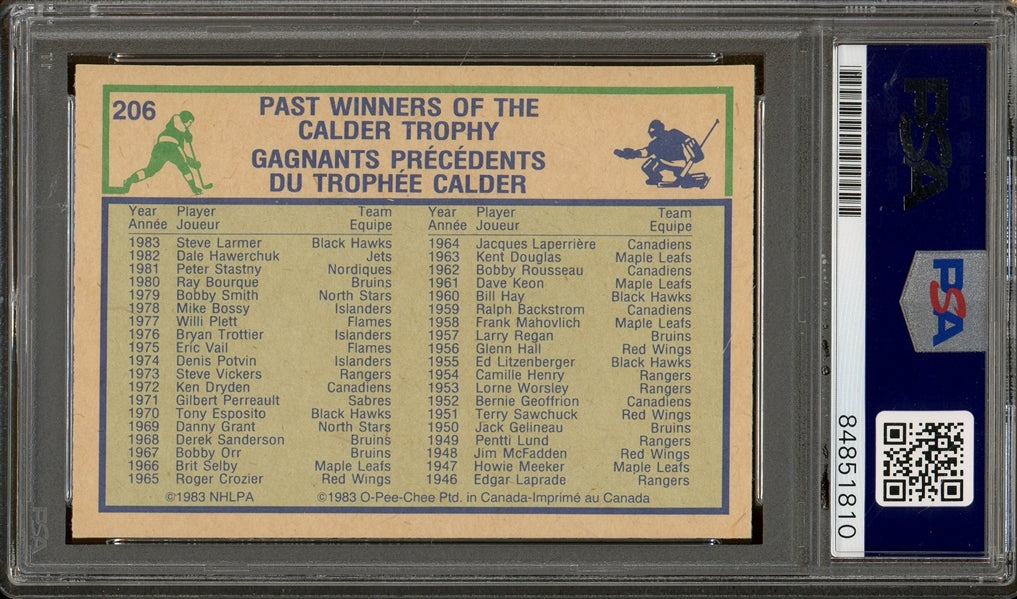 206
PAST WINNERS OF THE
CALDER TROPHY
GAGNANTS PRÉCÉDENTS
DU TROPHÉE CALDER
Year Player Team
Année Joueur Equipe
1983 Steve Larmer Black Hawks
1982 Dale Hawerchuk Jets
1981 Peter Stastny Nordiques
1980 Ray Bourque Bruins
1979 Bobby Smith North Stars
1978 Mike Bossy Islanders
1977 Willi Plett Flames
1976 Bryan Trottier Islanders
1975 Eric Vail Flames
1974 Denis Potvin Islanders
1973 Steve Vickers Rangers
1972 Ken Dryden Canadiens
1971 Gilbert Perreault Sabres
1970 Tony Esposito Black Hawks
1969 Danny Grant North Stars
1968 Derek Sanderson Bruins
1967 Bobby Orr Bruins
1966 Brit Selby Maple Leafs
1965 Roger Crozier Red Wings
Year Player Team
Année Joueur Equipe
1964 Jacques Laperrière Canadiens
1963 Kent Douglas Maple Leafs
1962 Bobby Rousseau Canadiens
1961 Dave Keon Maple Leafs
1960 Bill Hay Black Hawks
1959 Ralph Backstrom Canadiens
1958 Frank Mahovlich Maple Leafs
1957 Larry Regan Bruins
1956 Glenn Hall Red Wings
1955 Ed Litzenberger Black Hawks
1954 Camille Henry Rangers
1953 Lorne Worsley Rangers
1952 Bernie Geoffrion Canadiens
1951 Terry Sawchuck Red Wings
1950 Jack Gelineau Bruins
1949 Pentti Lund Rangers
1948 Jim McFadden Red Wings
1947 Howie Meeker Maple Leafs
1946 Edgar Laprade Rangers
©1983 NHLPA ©1983 O-Pee-Chee Ptd. in Canada-Imprimé au Canada
PSA
PSA
84851810
PSA